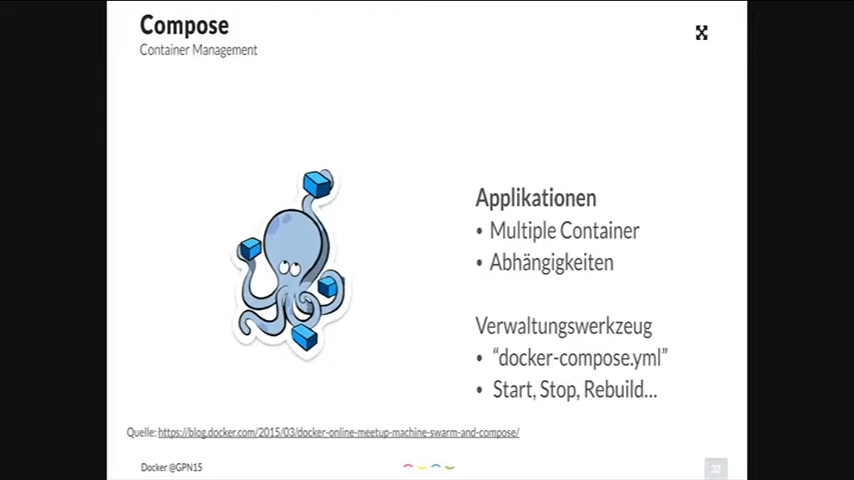 Compose
Container Management
Applikationen
• Multiple Container
• Abhängigkeiten
Verwaltungswerkzeug
• “docker-compose.yml”
• Start, Stop, Rebuild...
Quelle: https://blog.docker.com/2015/03/docker-online-meetup-machine-swarm-and-compose/
Docker @GPN15
33